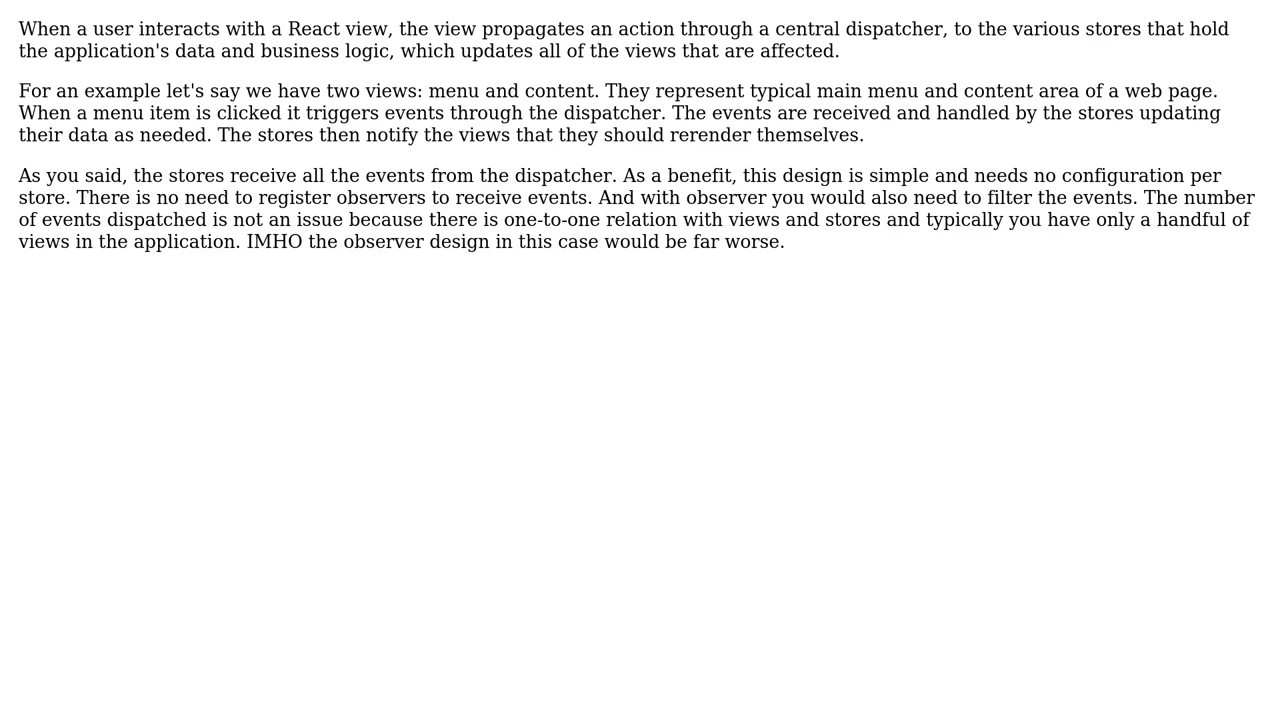 When a user interacts with a React view, the view propagates an action through a central dispatcher, to the various stores that hold
the application's data and business logic, which updates all of the views that are affected.
For an example let's say we have two views: menu and content. They represent typical main menu and content area of a web page.
When a menu item is clicked it triggers events through the dispatcher. The events are received and handled by the stores updating
their data as needed. The stores then notify the views that they should rerender themselves.
As you said, the stores receive all the events from the dispatcher. As a benefit, this design is simple and needs no configuration per
store. There is no need to register observers to receive events. And with observer you would also need to filter the events. The number
of events dispatched is not an issue because there is one-to-one relation with views and stores and typically you have only a handful of
views in the application. IMHO the observer design in this case would be far worse.